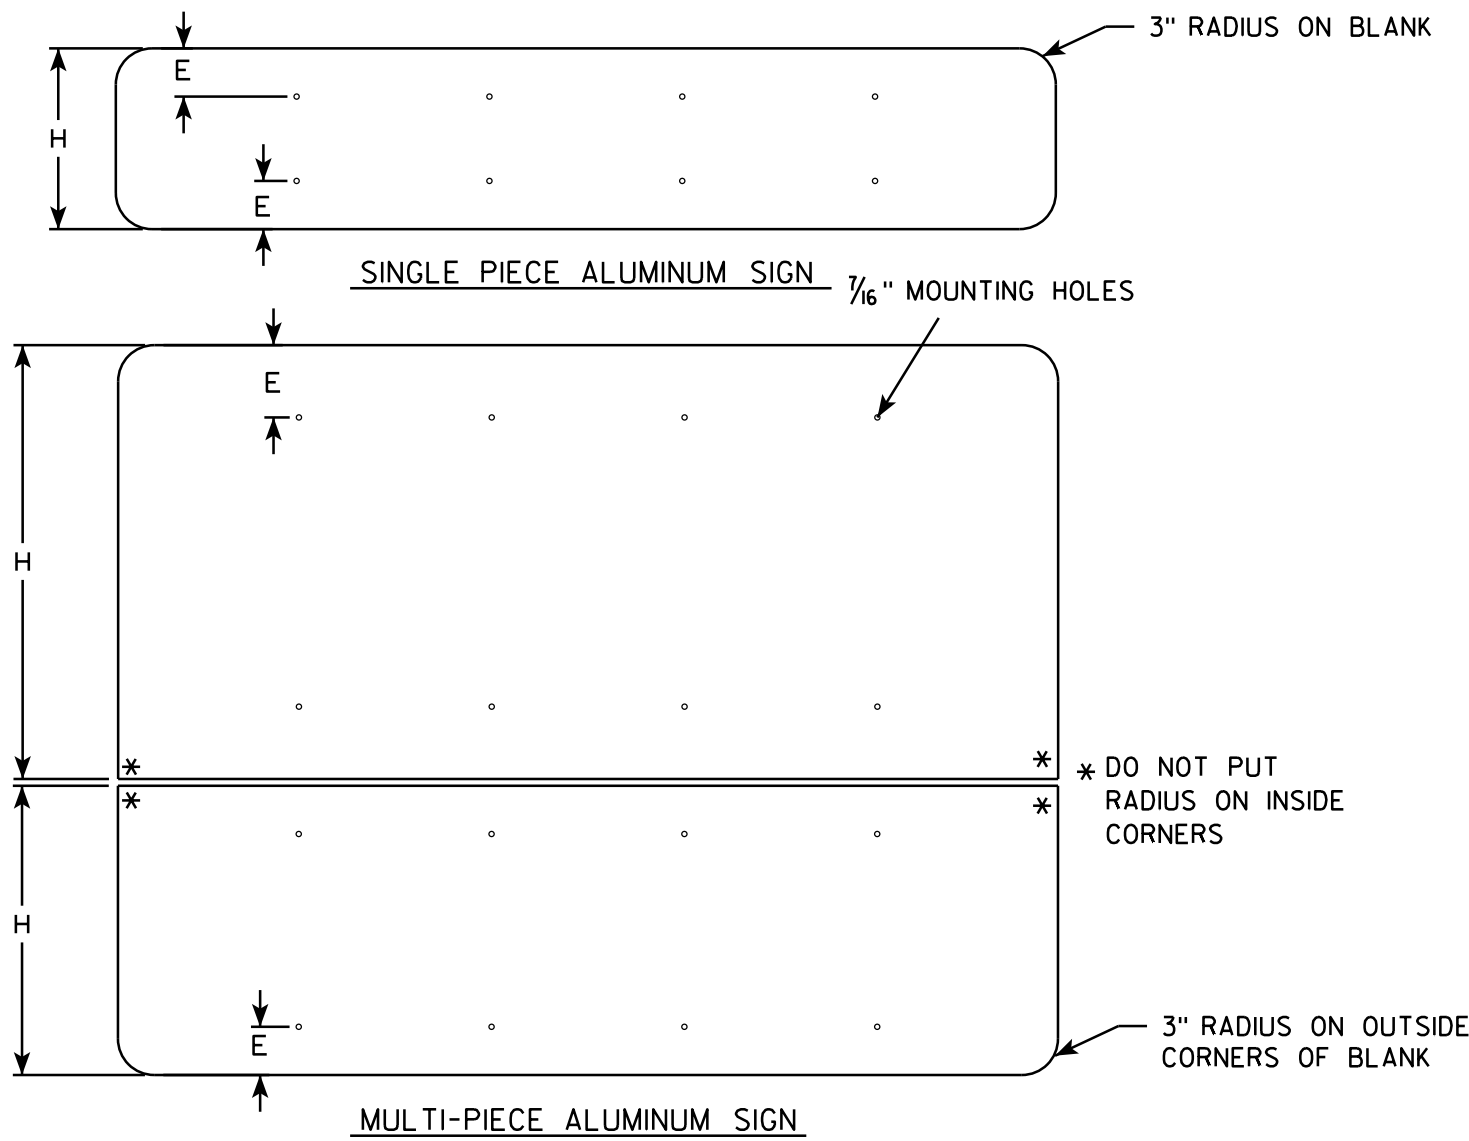 3" RADIUS ON BLANK
E
H
E
SINGLE PIECE ALUMINUM SIGN
7/16" MOUNTING HOLES
E
H
* DO NOT PUT
RADIUS ON INSIDE
CORNERS
*
*
*
*
H
E
3" RADIUS ON OUTSIDE
CORNERS OF BLANK
MULTI-PIECE ALUMINUM SIGN